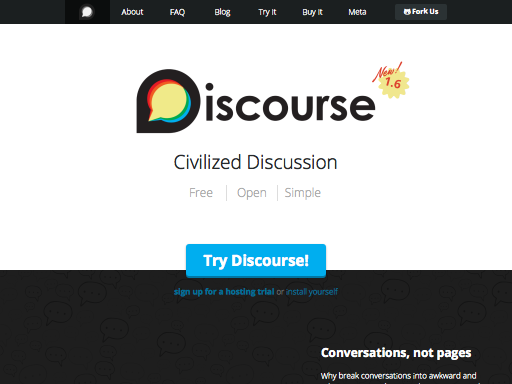 About FAQ Blog Try It Buy It Meta Fork Us
Discourse
New!
1.6
Civilized Discussion
Free Open Simple
Try Discourse!
sign up for a hosting trial or install yourself
Conversations, not pages
Why break conversations into awkward and